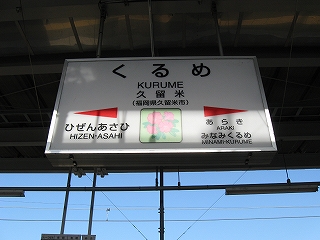 くるめ
KURUME
久留米
(福岡県久留米市)
ひぜんあさひ
HIZEN-ASAHI
あらき
ARAKI
みなみくるめ
MINAMI-KURUME